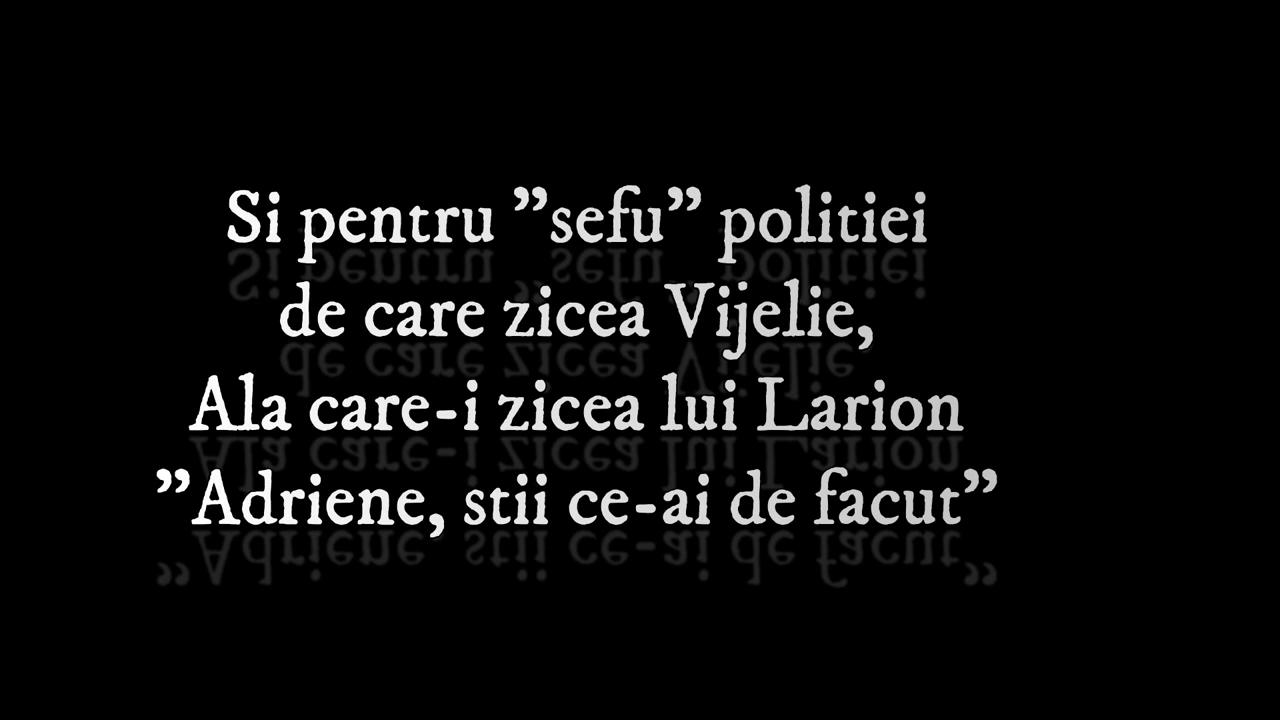 Si pentru ”sefu” politiei
de care zicea Vijelie,
Ala care-i zicea lui Larion
”Adriene, stii ce-ai de facut”